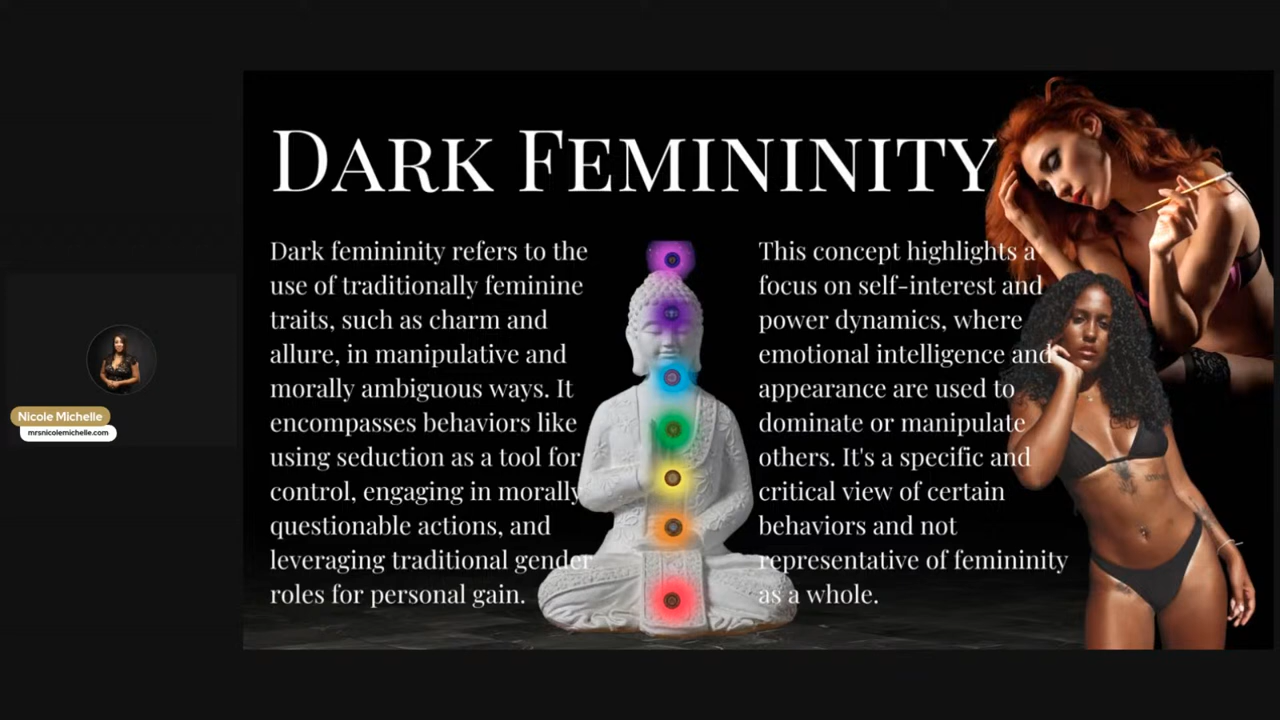 DARK FEMININITY
Dark femininity refers to the
use of traditionally feminine
traits, such as charm and
allure, in manipulative and
morally ambiguous ways. It
encompasses behaviors like
using seduction as a tool for
control, engaging in morally
questionable actions, and
leveraging traditional gender
roles for personal gain.
This concept highlights a
focus on self-interest and
power dynamics, where
emotional intelligence and
appearance are used to
dominate or manipulate
others. It's a specific and
critical view of certain
behaviors and not
representative of femininity
as a whole.
Nicole Michelle
mrsnicolemichelle.com